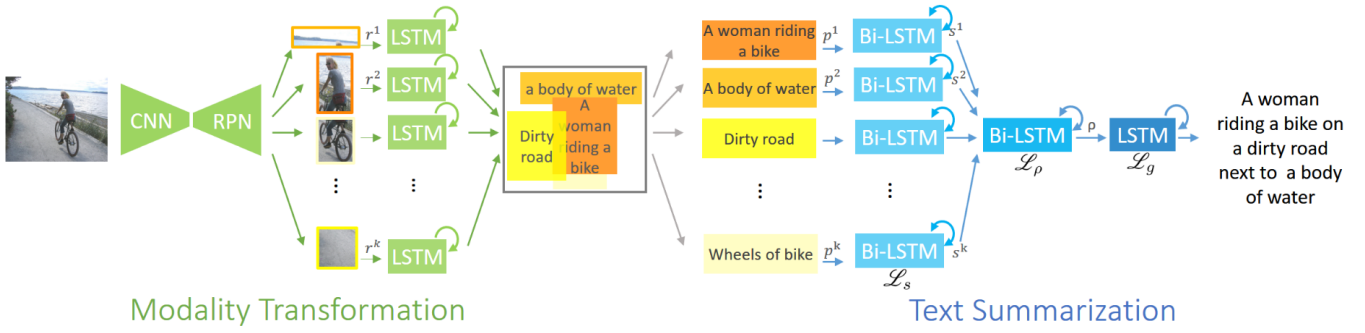 CNN
RPN
r¹
LSTM
r²
LSTM
LSTM
⋮
⋮
rᵏ
LSTM
a body of water
A
woman
riding a
bike
Dirty
road
A woman riding
a bike
p¹
Bi-LSTM
s¹
A body of water
p²
Bi-LSTM
s²
Dirty road
Bi-LSTM
⋮
⋮
Wheels of bike
pᵏ
Bi-LSTM
sᵏ
ℒₛ
Bi-LSTM
ℒᵨ
ρ
LSTM
ℒg
A woman
riding a bike on
a dirty road
next to a body
of water
Modality Transformation
Text Summarization